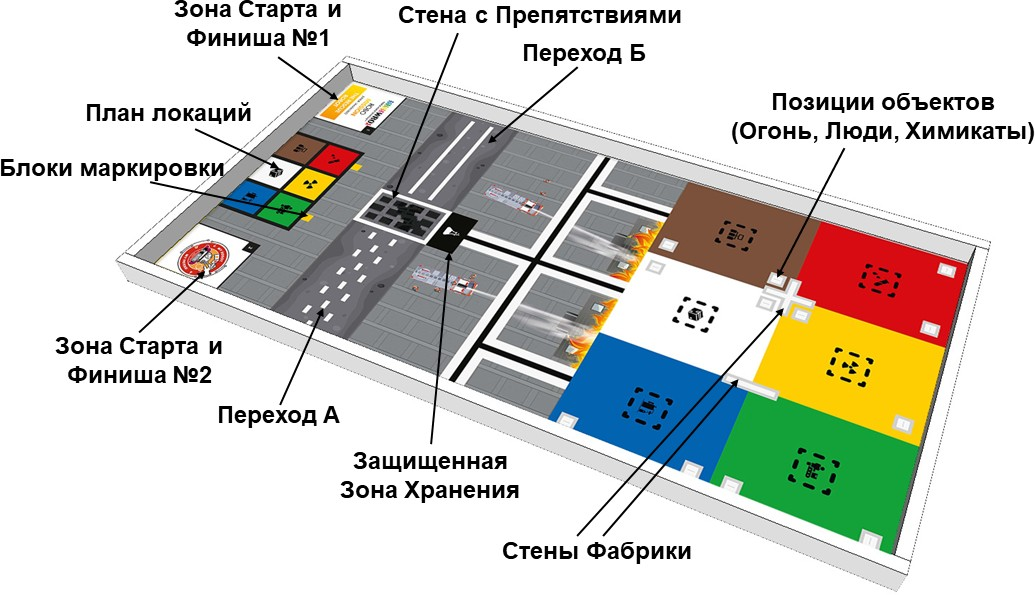 Зона Старта и
Финиша №1
Стена с Препятствиями
Переход Б
План локаций
Позиции объектов
(Огонь, Люди, Химикаты)
Блоки маркировки
Зона Старта и
Финиша №2
Переход А
Защищенная
Зона Хранения
Стены Фабрики